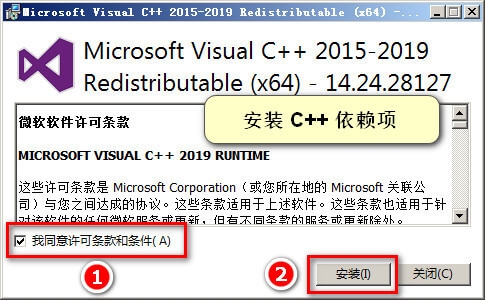 Microsoft Visual C++ 2015-2019 Redistributable (x64) -...
Microsoft Visual C++ 2015-2019
Redistributable (x64) - 14.24.28127
微软软件许可条款
安装 C++ 依赖项
MICROSOFT VISUAL C++ 2019 RUNTIME
这些许可条款是 Microsoft Corporation（或您所在地的 Microsoft 关联公
司）与您之间达成的协议。这些条款适用于上述软件。这些条款也适用于针
对该软件的任何微软服务或更新，但有不同条款的服务或更新除外。
我同意许可条款和条件(A)
1
2
安装(I)
关闭(C)